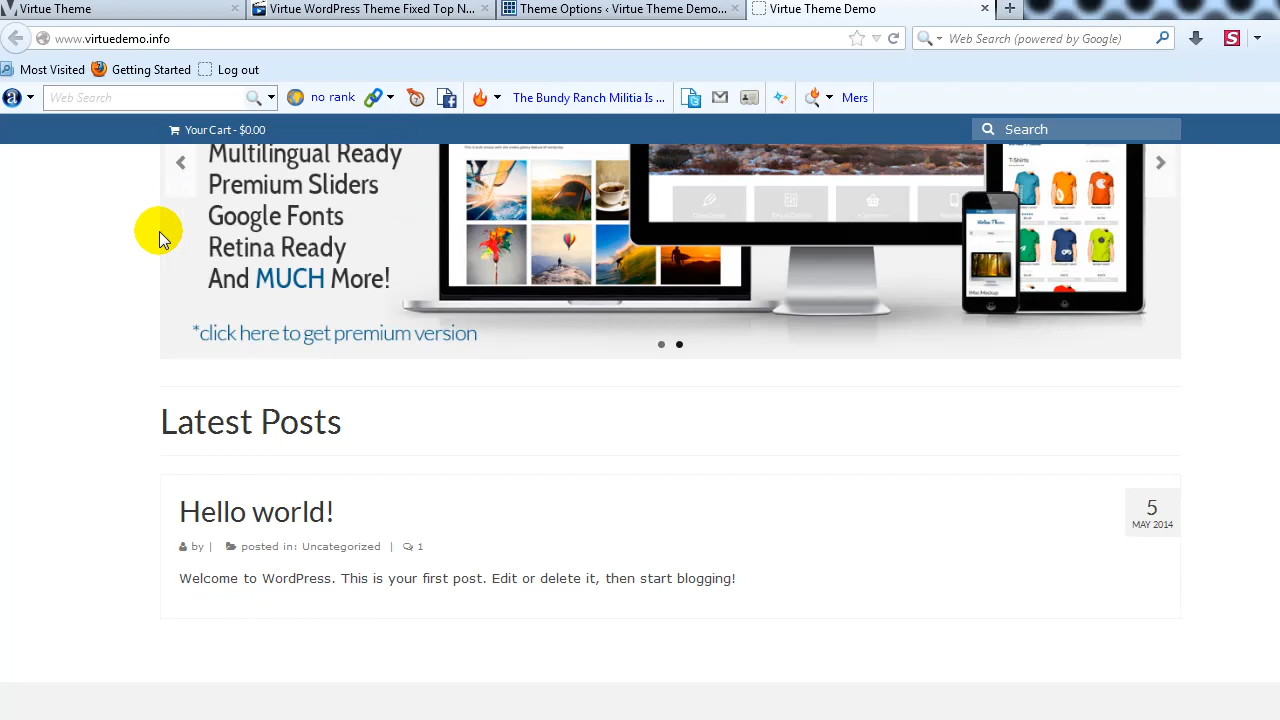 Virtue Theme
Virtue WordPress Theme Fixed Top N...
Theme Options ‹ Virtue Theme Deno...
Virtue Theme Demo
www.virtuedemo.info
Web Search (powered by Google)
Most Visited
Getting Started
Log out
Web Search
no rank
The Bundy Ranch Militia Is ...
Mers
Your Cart - $0.00
Search
Multilingual Ready
Premium Sliders
Google Fonts
Retina Ready
And MUCH More!
*click here to get premium version
T-Shirts
Latest Posts
Hello world!
by |
posted in: Uncategorized |
1
5
MAY 2014
Welcome to WordPress. This is your first post. Edit or delete it, then start blogging!